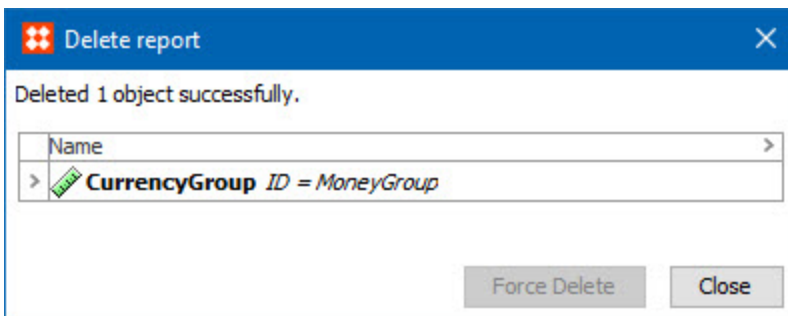 Delete report
Deleted 1 object successfully.
Name
CurrencyGroup ID = MoneyGroup
Force Delete
Close